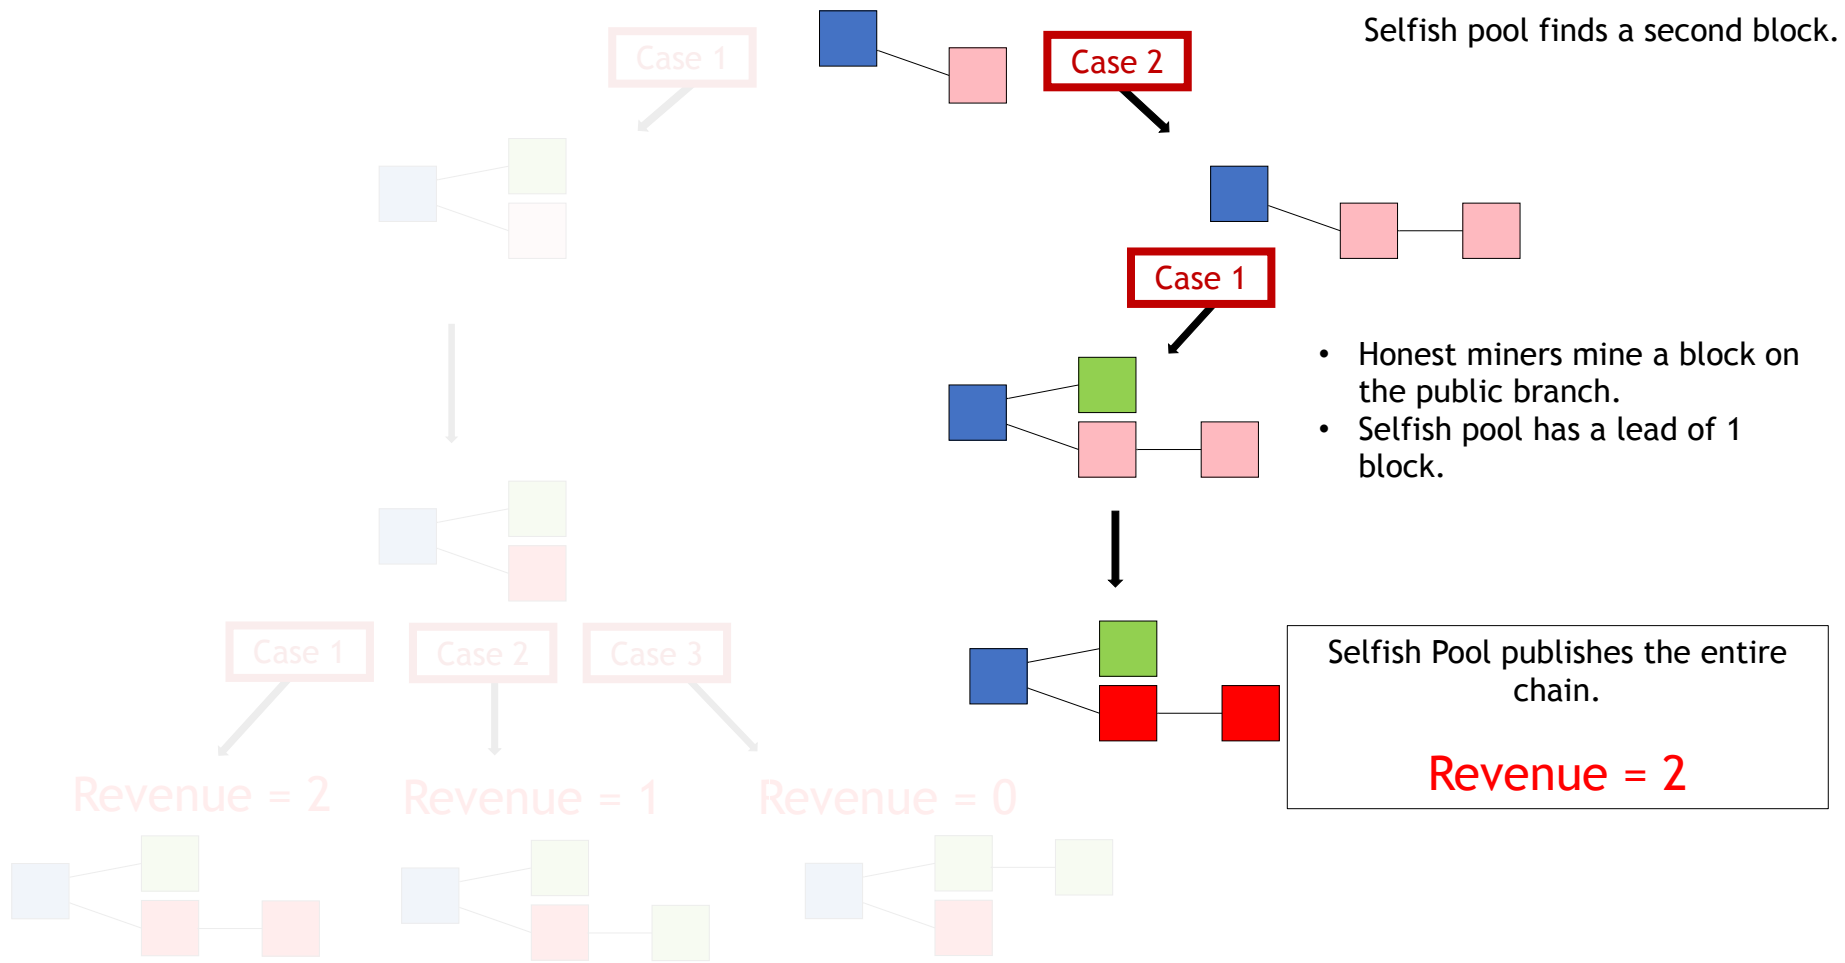 Selfish pool finds a second block.
Case 1
Case 2
Case 1
• Honest miners mine a block on
the public branch.
• Selfish pool has a lead of 1
block.
Case 1
Case 2
Case 3
Selfish Pool publishes the entire
chain.
Revenue = 2
Revenue = 2
Revenue = 1
Revenue = 0